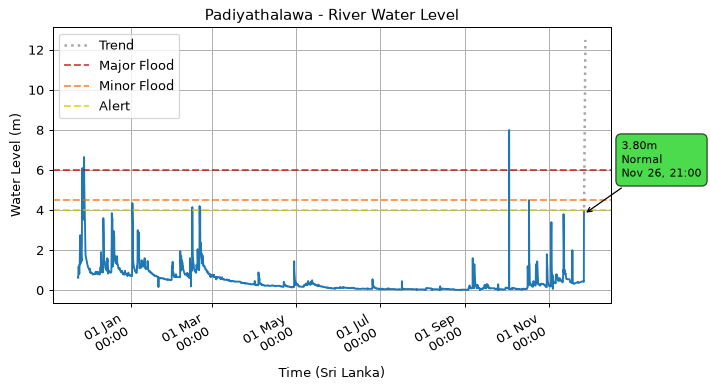 Padiyathalawa - River Water Level
Trend
Major Flood
Minor Flood
Alert
Water Level (m)
12
10
8
6
4
2
0
3.80m
Normal
Nov 26, 21:00
01 Jan
00:00
01 Mar
00:00
01 May
00:00
01 Jul
00:00
01 Sep
00:00
01 Nov
00:00
Time (Sri Lanka)